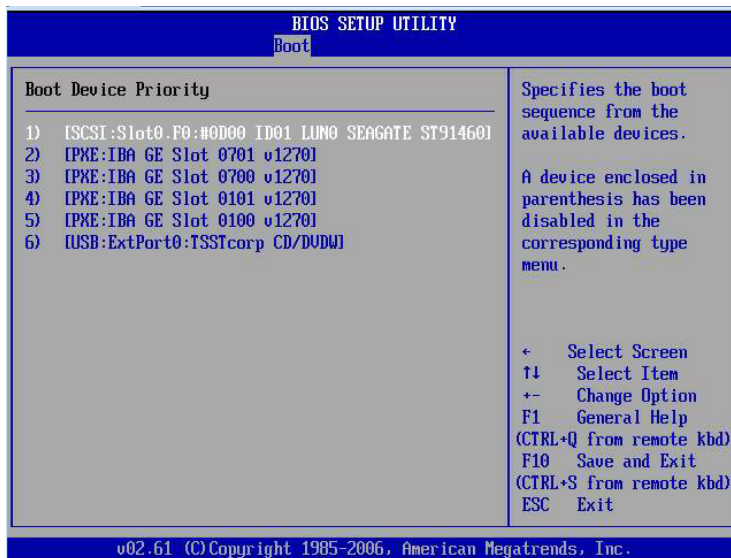 BIOS SETUP UTILITY
Boot
Boot Device Priority
1) [SCSI:Slot0.F0:#0D00 ID01 LUN0 SEAGATE ST91460]
2) [PXE:IBA GE Slot 0701 v1270]
3) [PXE:IBA GE Slot 0700 v1270]
4) [PXE:IBA GE Slot 0101 v1270]
5) [PXE:IBA GE Slot 0100 v1270]
6) [USB:ExtPort0:TSSTcorp CD/DVDW]
Specifies the boot
sequence from the
available devices.
A device enclosed in
parenthesis has been
disabled in the
corresponding type
menu.
← Select Screen
↑↓ Select Item
+- Change Option
F1 General Help
(CTRL+Q from remote kbd)
F10 Save and Exit
(CTRL+S from remote kbd)
ESC Exit
v02.61 (C)Copyright 1985-2006, American Megatrends, Inc.